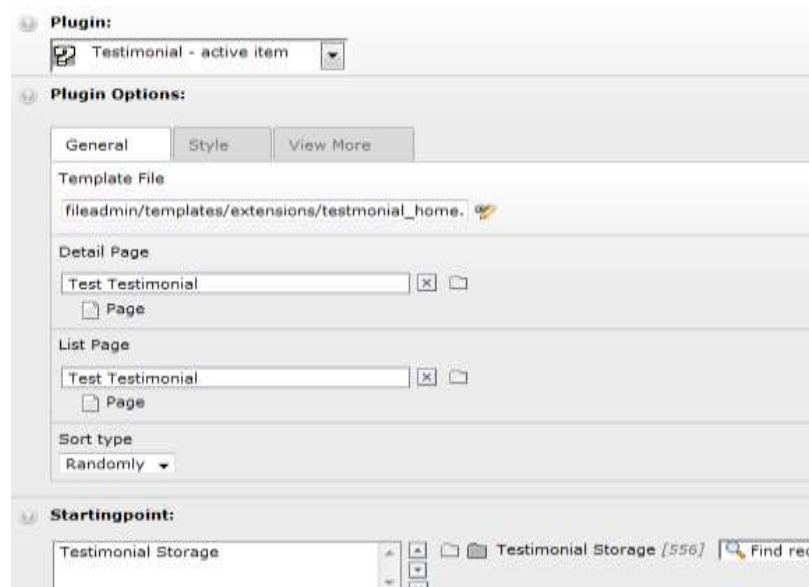 Plugin:
Testimonial - active item
Plugin Options:
General Style View More
Template File
fileadmin/templates/extensions/testmonial_home.
Detail Page
Test Testimonial
Page
List Page
Test Testimonial
Page
Sort type
Randomly
Startingpoint:
Testimonial Storage Testimonial Storage [556] Find rec